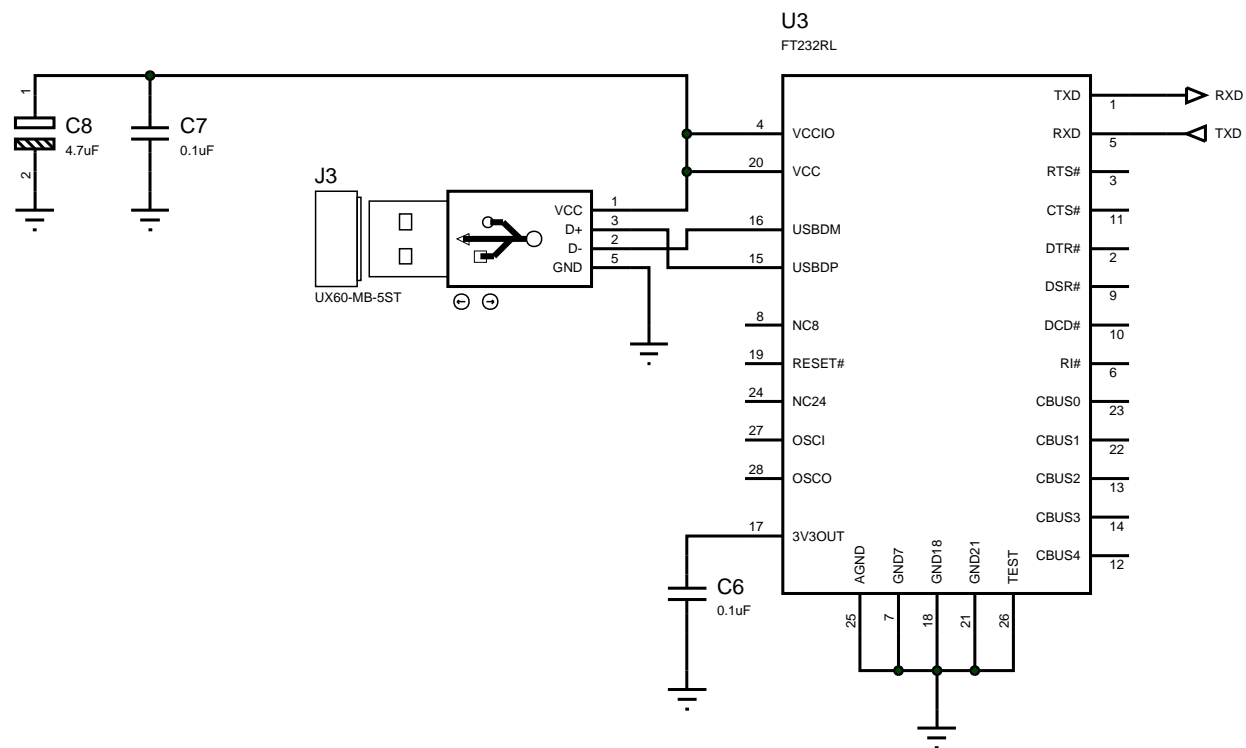 U3
FT232RL
C8
4.7uF
1
2
C7
0.1uF
J3
UX60-MB-5ST
VCC 1
D+ 3
D- 2
GND 5
4 VCCIO
20 VCC
16 USBDM
15 USBDP
8 NC8
19 RESET#
24 NC24
27 OSCI
28 OSCO
17 3V3OUT
C6
0.1uF
TXD 1 RXD
RXD 5 TXD
RTS# 3
CTS# 11
DTR# 2
DSR# 9
DCD# 10
RI# 6
CBUS0 23
CBUS1 22
CBUS2 13
CBUS3 14
CBUS4 12
AGND 25
GND7 7
GND18 18
GND21 21
TEST 26